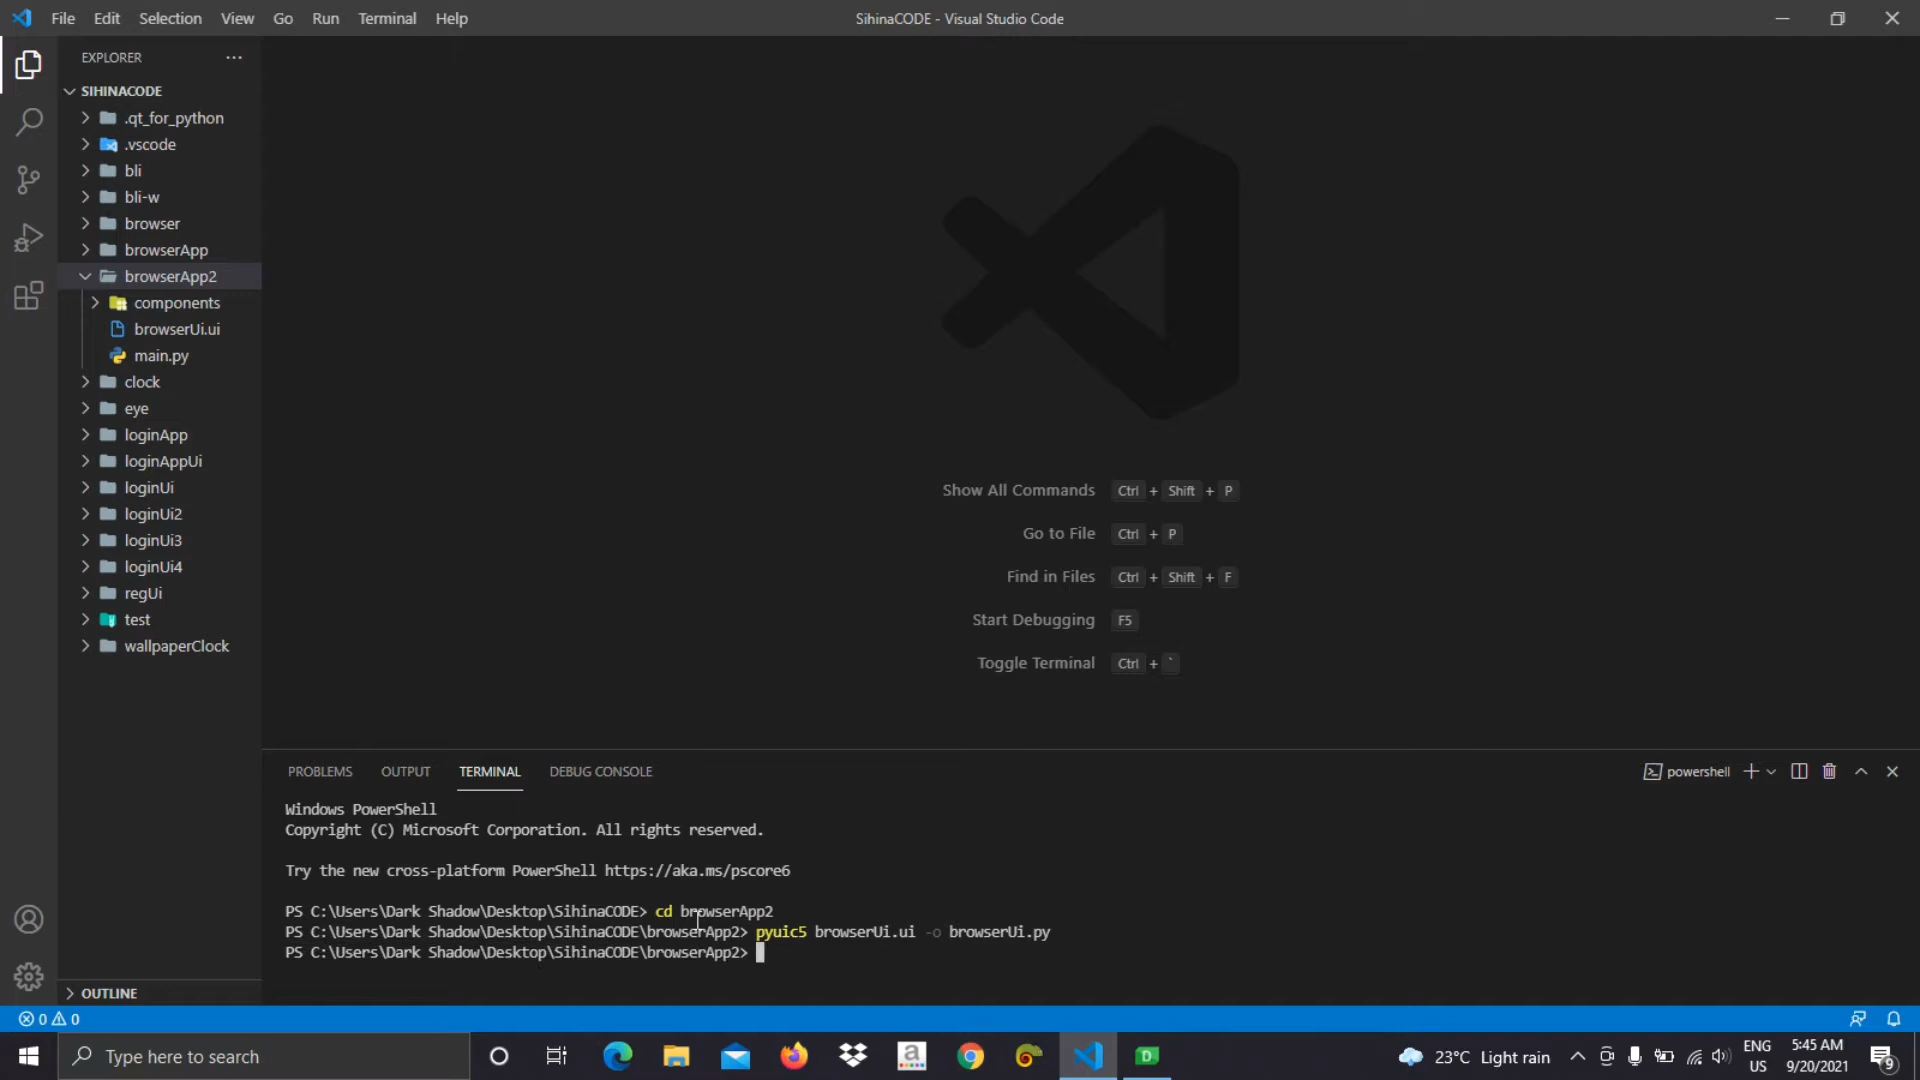 File Edit Selection View Go Run Terminal Help
SihinaCODE - Visual Studio Code
EXPLORER
SIHINACODE
.qt_for_python
.vscode
bli
bli-w
browser
browserApp
browserApp2
components
browserUi.ui
main.py
clock
eye
loginApp
loginAppUi
loginUi
loginUi2
loginUi3
loginUi4
regUi
test
wallpaperClock
OUTLINE
Show All Commands Ctrl + Shift + P
Go to File Ctrl + P
Find in Files Ctrl + Shift + F
Start Debugging F5
Toggle Terminal Ctrl + `
PROBLEMS OUTPUT TERMINAL DEBUG CONSOLE
powershell
Windows PowerShell
Copyright (C) Microsoft Corporation. All rights reserved.
Try the new cross-platform PowerShell https://aka.ms/pscore6
PS C:\Users\Dark Shadow\Desktop\SihinaCODE> cd browserApp2
PS C:\Users\Dark Shadow\Desktop\SihinaCODE\browserApp2> pyuic5 browserUi.ui -o browserUi.py
PS C:\Users\Dark Shadow\Desktop\SihinaCODE\browserApp2>
0 0
Type here to search
a
D
23°C Light rain
ENG
US
5:45 AM
9/20/2021
9